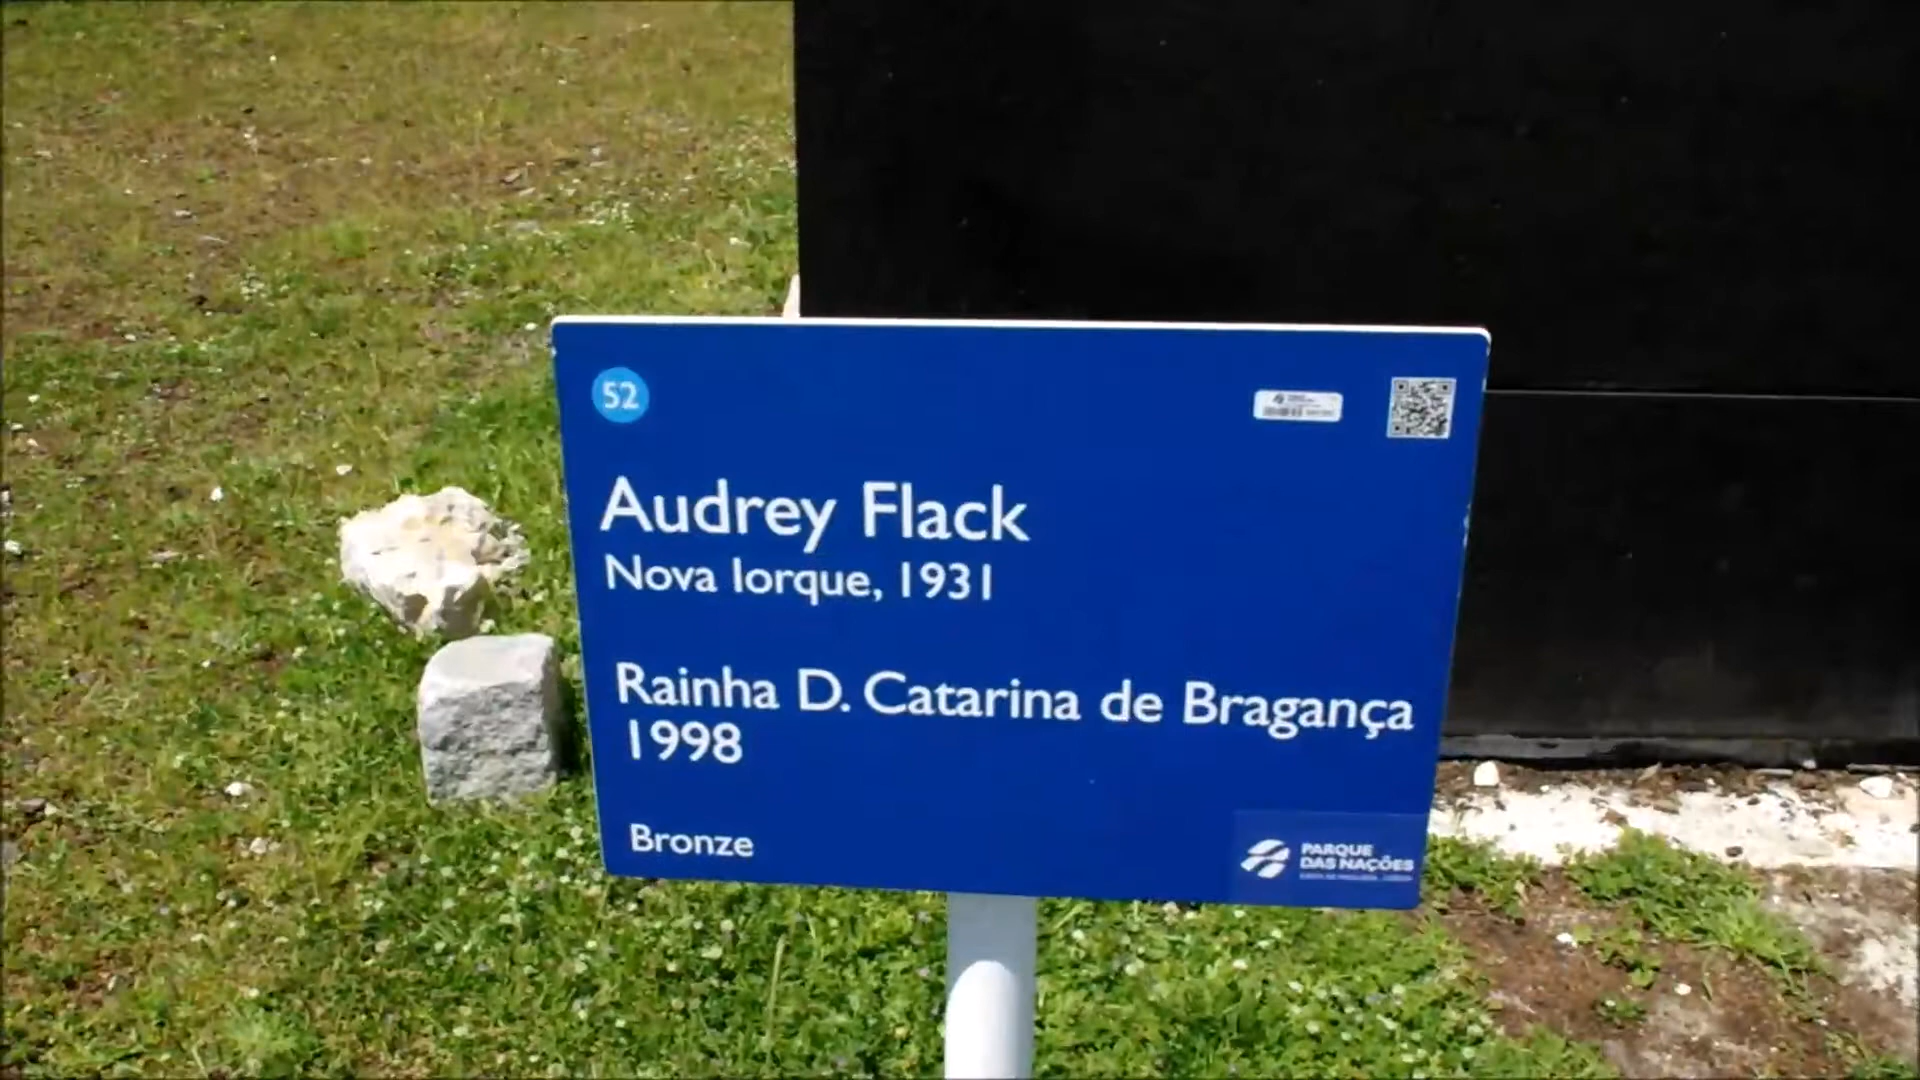 52
Audrey Flack
Nova Iorque, 1931
Rainha D. Catarina de Bragança
1998
Bronze
PARQUE
DAS NAÇÕES